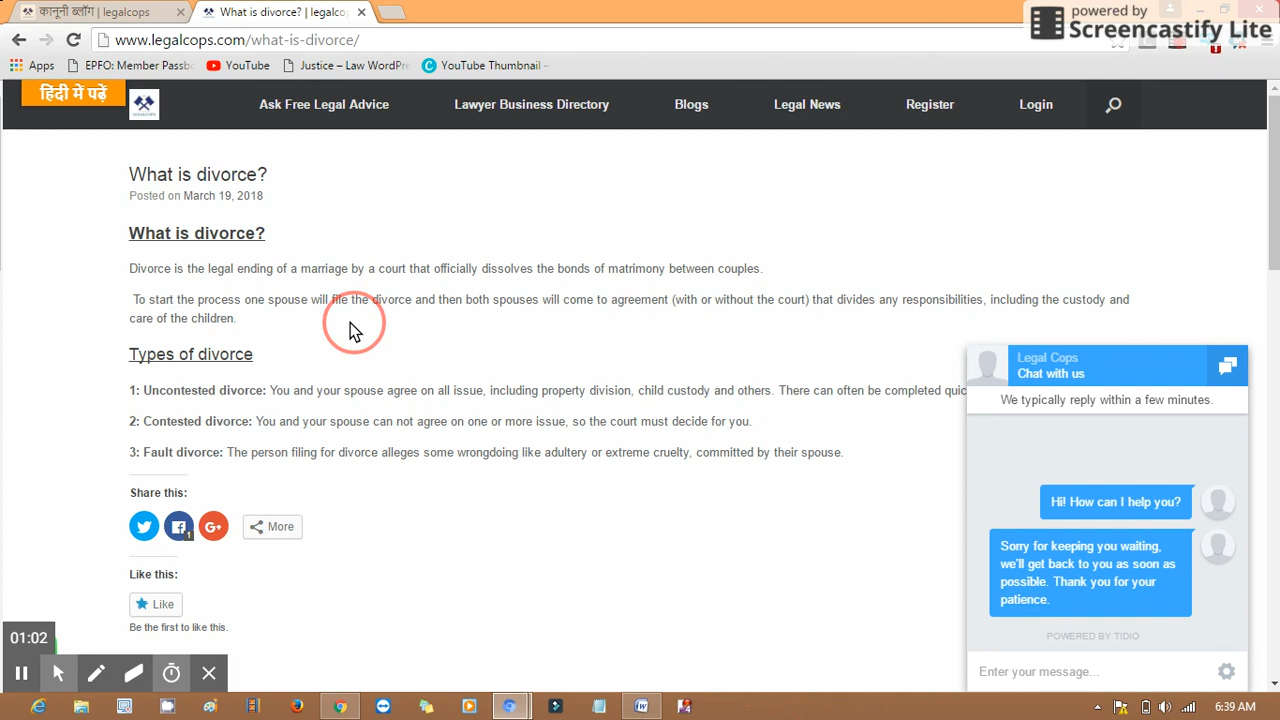 कानूनी ब्लॉग | legalcops
What is divorce? | legalco
powered by
Screencastify Lite
www.legalcops.com/what-is-divorce/
Apps EPFO: Member Passb YouTube Justice – Law WordPr YouTube Thumbnail –
हिंदी में पढ़ें
LEGALCOPS
Ask Free Legal Advice Lawyer Business Directory Blogs Legal News Register Login
What is divorce?
Posted on March 19, 2018
What is divorce?
Divorce is the legal ending of a marriage by a court that officially dissolves the bonds of matrimony between couples.
To start the process one spouse will file the divorce and then both spouses will come to agreement (with or without the court) that divides any responsibilities, including the custody and
care of the children.
Types of divorce
1: Uncontested divorce: You and your spouse agree on all issue, including property division, child custody and others. There can often be completed quic
2: Contested divorce: You and your spouse can not agree on one or more issue, so the court must decide for you.
3: Fault divorce: The person filing for divorce alleges some wrongdoing like adultery or extreme cruelty, committed by their spouse.
Share this:
1
G+
More
Like this:
Like
Be the first to like this.
Legal Cops
Chat with us
We typically reply within a few minutes.
Hi! How can I help you?
Sorry for keeping you waiting,
we'll get back to you as soon as
possible. Thank you for your
patience.
POWERED BY TIDIO
Enter your message...
01:02
6:39 AM